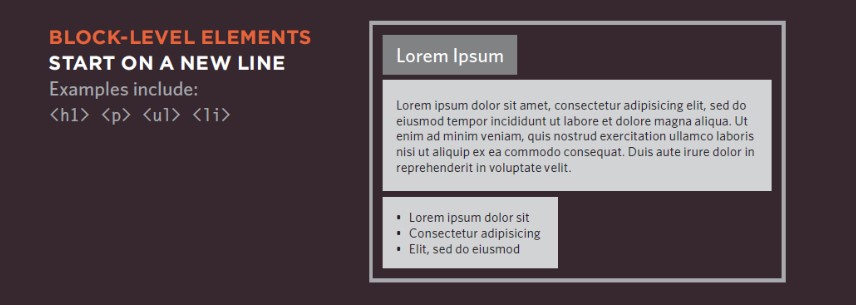 BLOCK-LEVEL ELEMENTS
START ON A NEW LINE
Examples include:
<h1> <p> <ul> <li>
Lorem Ipsum
Lorem ipsum dolor sit amet, consectetur adipisicing elit, sed do
eiusmod tempor incididunt ut labore et dolore magna aliqua. Ut
enim ad minim veniam, quis nostrud exercitation ullamco laboris
nisi ut aliquip ex ea commodo consequat. Duis aute irure dolor in
reprehenderit in voluptate velit.
• Lorem ipsum dolor sit
• Consectetur adipisicing
• Elit, sed do eiusmod